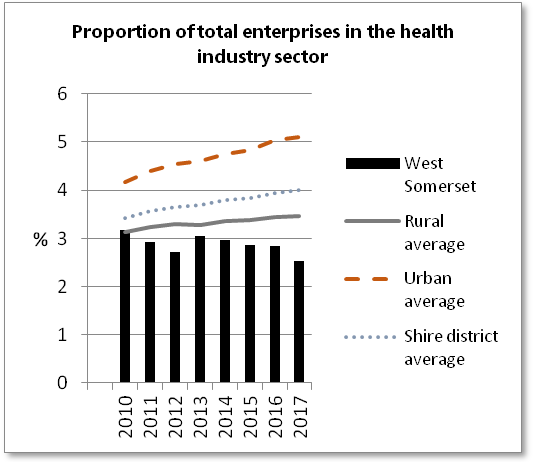 Proportion of total enterprises in the health
industry sector
6
5
4
3
2
1
0
%
2010
2011
2012
2013
2014
2015
2016
2017
West
Somerset
Rural
average
Urban
average
Shire district
average